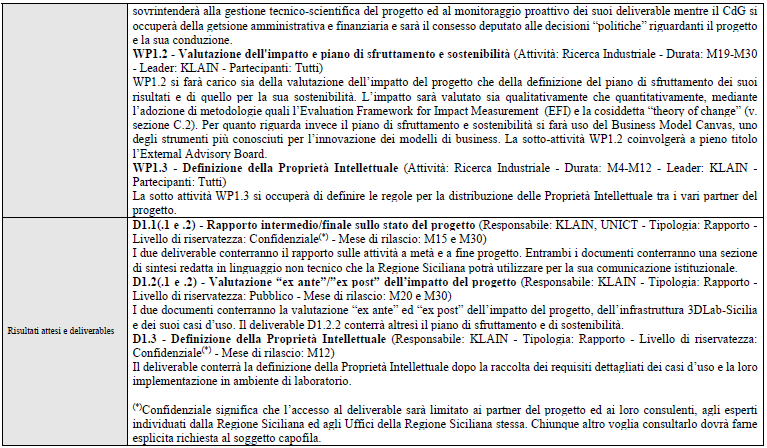 sovrintenderà alla gestione tecnico-scientifica del progetto ed al monitoraggio proattivo dei suoi deliverable mentre il CdG si
occuperà della getsione amministrativa e finanziaria e sarà il consesso deputato alle decisioni “politiche” riguardanti il progetto
e la sua conduzione.
WP1.2 - Valutazione dell'impatto e piano di sfruttamento e sostenibilità (Attività: Ricerca Industriale - Durata: M19-M30
- Leader: KLAIN - Partecipanti: Tutti)
WP1.2 si farà carico sia della valutazione dell’impatto del progetto che della definizione del piano di sfruttamento dei suoi
risultati e di quello per la sua sostenibilità. L’impatto sarà valutato sia qualitativamente che quantitativamente, mediante
l’adozione di metodologie quali l’Evaluation Framework for Impact Measurement (EFI) e la cosiddetta “theory of change” (v.
sezione C.2). Per quanto riguarda invece il piano di sfruttamento e sostenibilità si farà uso del Business Model Canvas, uno
degli strumenti più conosciuti per l’innovazione dei modelli di business. La sotto-attività WP1.2 coinvolgerà a pieno titolo
l’External Advisory Board.
WP1.3 - Definizione della Proprietà Intellettuale (Attività: Ricerca Industriale - Durata: M4-M12 - Leader: KLAIN -
Partecipanti: Tutti)
La sotto attività WP1.3 si occuperà di definire le regole per la distribuzione delle Proprietà Intellettuale tra i vari partner del
progetto.
Risultati attesi e deliverables
D1.1(.1 e .2) - Rapporto intermedio/finale sullo stato del progetto (Responsabile: KLAIN, UNICT - Tipologia: Rapporto -
Livello di riservatezza: Confidenziale(*) - Mese di rilascio: M15 e M30)
I due deliverable conterranno il rapporto sulle attività a metà e a fine progetto. Entrambi i documenti conterranno una sezione
di sintesi redatta in linguaggio non tecnico che la Regione Siciliana potrà utilizzare per la sua comunicazione istituzionale.
D1.2(.1 e .2) - Valutazione “ex ante”/”ex post” dell’impatto del progetto (Responsabile: KLAIN - Tipologia: Rapporto -
Livello di riservatezza: Pubblico - Mese di rilascio: M20 e M30)
I due documenti conterranno la valutazione “ex ante” ed “ex post” dell’impatto del progetto, dell’infrastruttura 3DLab-Sicilia
e dei suoi casi d’uso. Il deliverable D1.2.2 conterrà altresì il piano di sfruttamento e di sostenibilità.
D1.3 - Definizione della Proprietà Intellettuale (Responsabile: KLAIN - Tipologia: Rapporto - Livello di riservatezza:
Confidenziale(*) - Mese di rilascio: M12)
Il deliverable conterrà la definizione della Proprietà Intellettuale dopo la raccolta dei requisiti dettagliati dei casi d’uso e la loro
implementazione in ambiente di laboratorio.
(*)Confidenziale significa che l’accesso al deliverable sarà limitato ai partner del progetto ed ai loro consulenti, agli esperti
individuati dalla Regione Siciliana ed agli Uffici della Regione Siciliana stessa. Chiunque altro voglia consultarlo dovrà farne
esplicita richiesta al soggetto capofila.